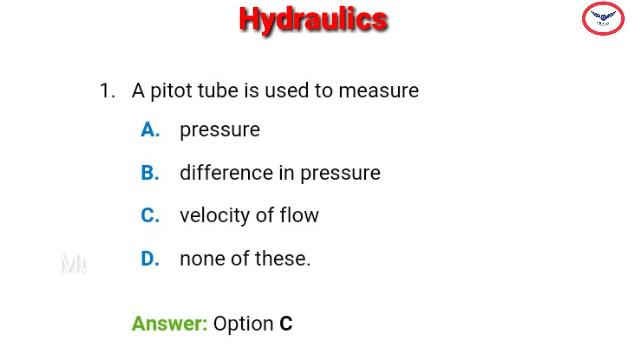 Hydraulics
1. A pitot tube is used to measure
A. pressure
B. difference in pressure
C. velocity of flow
D. none of these.
Answer: Option C